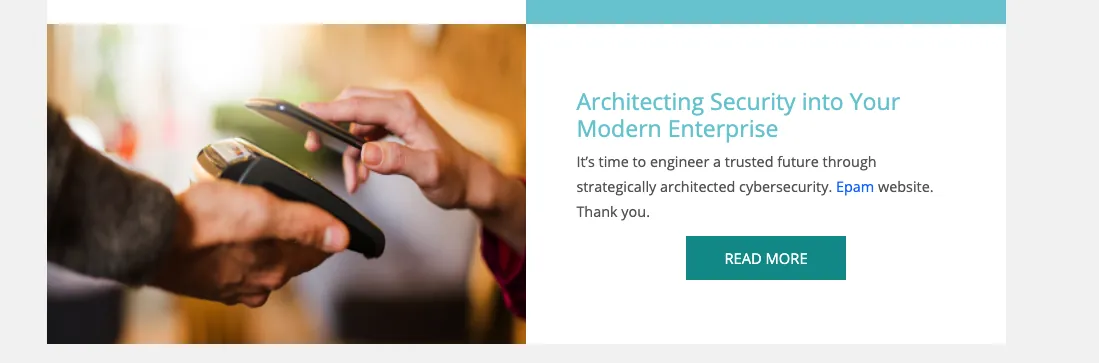 Architecting Security into Your
Modern Enterprise
It’s time to engineer a trusted future through
strategically architected cybersecurity. Epam website.
Thank you.
READ MORE